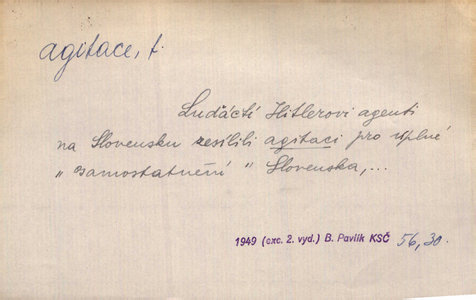 agitace, f.
Luďáčtí Hitlerovi agenti
na Slovensku zesílili agitaci pro úplné
„zamostatnění" Slovenska,...
1949 (exc. 2. vyd.) B. Pavlík KSČ 56,30.